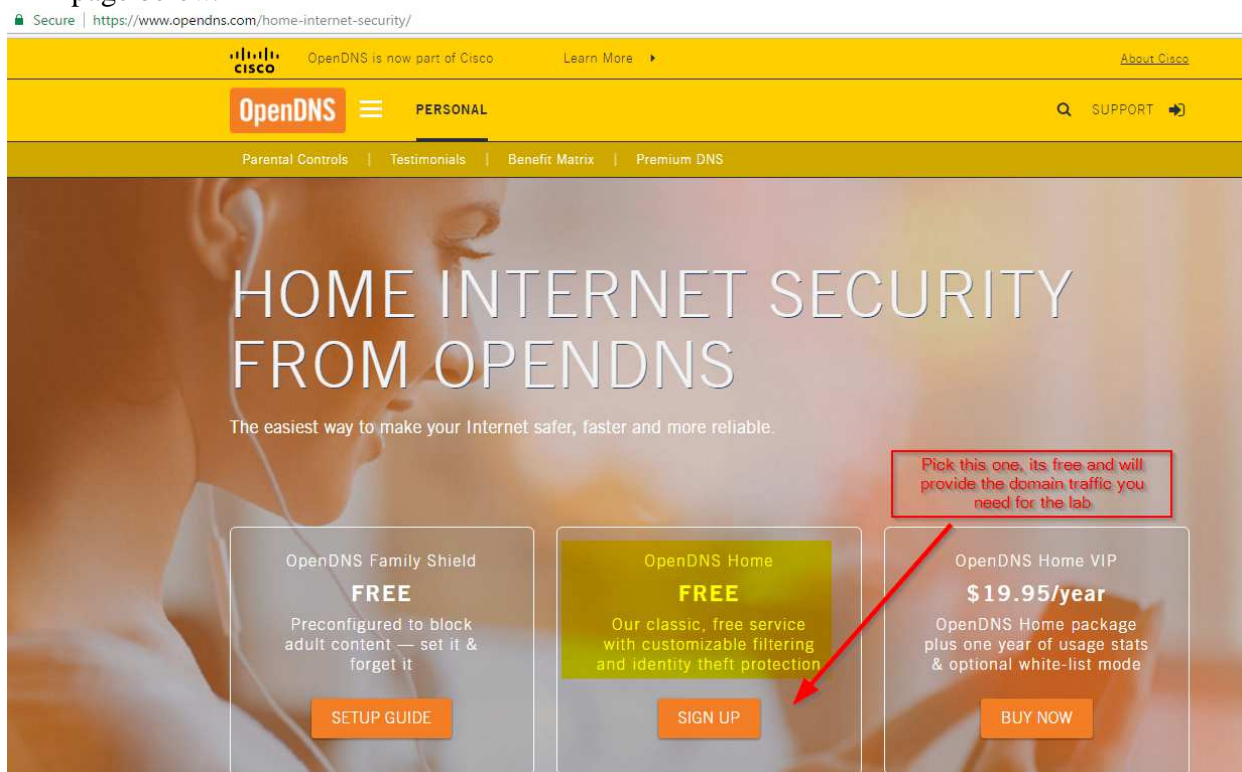 Secure | https://www.opendns.com/home-internet-security/
CISCO OpenDNS is now part of Cisco Learn More About Cisco
OpenDNS PERSONAL SUPPORT
Parental Controls | Testimonials | Benefit Matrix | Premium DNS
HOME INTERNET SECURITY
FROM OPENDNS
The easiest way to make your Internet safer, faster and more reliable.
Pick this one, its free and will
provide the domain traffic you
need for the lab
OpenDNS Family Shield
FREE
Preconfigured to block
adult content — set it &
forget it
SETUP GUIDE
OpenDNS Home
FREE
Our classic, free service
with customizable filtering
and identity theft protection
SIGN UP
OpenDNS Home VIP
$19.95/year
OpenDNS Home package
plus one year of usage stats
& optional white-list mode
BUY NOW